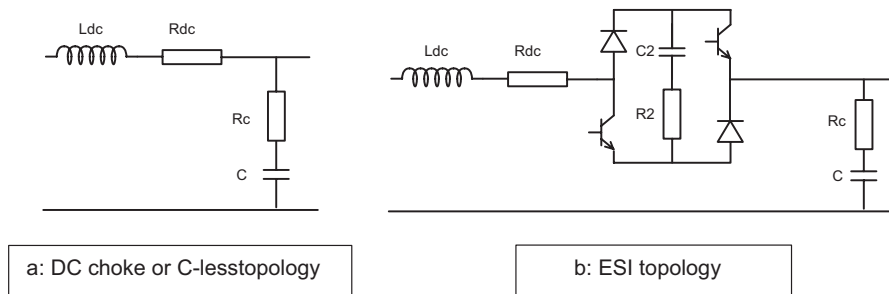 Ldc
Rdc
Rc
C
Ldc
Rdc
C2
R2
Rc
C
a: DC choke or C-lesstopology
b: ESI topology